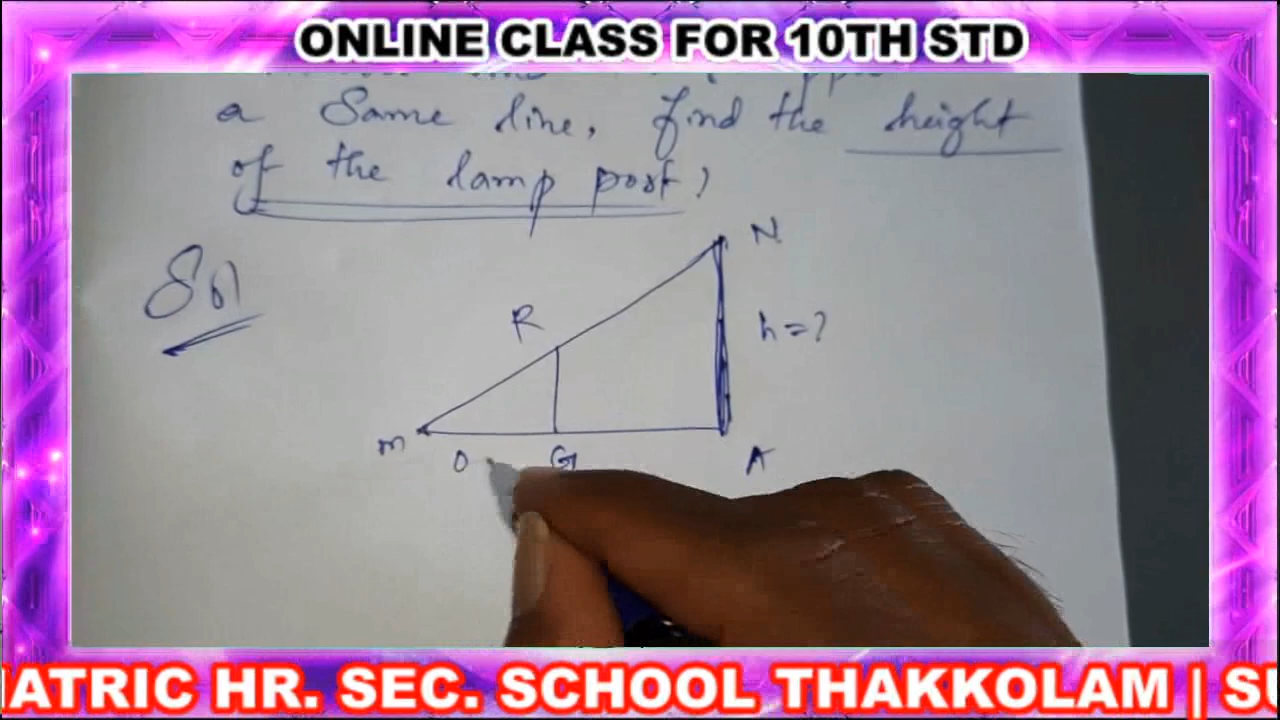 ONLINE CLASS FOR 10TH STD
a Same line, find the height
of the lamp post?
Sol
N
R
h=?
M
0
G
A
ATRIC HR. SEC. SCHOOL THAKKOLAM | SU